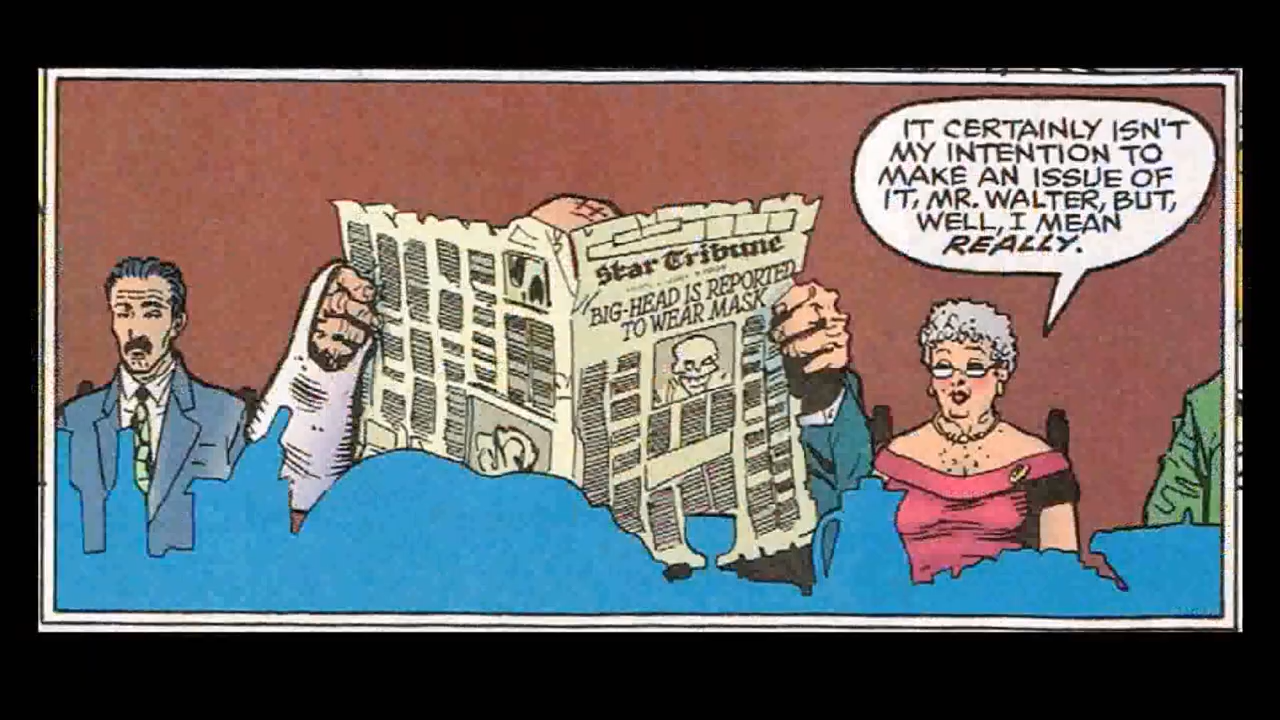 IT CERTAINLY ISN'T
MY INTENTION TO
MAKE AN ISSUE OF
IT, MR. WALTER, BUT,
WELL, I MEAN
REALLY.
Star Tribune
BIG-HEAD IS REPORTED
TO WEAR MASK